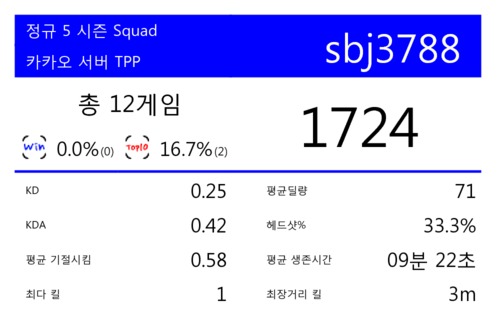 정규 5 시즌 Squad
카카오 서버 TPP
sbj3788
총 12게임
Win 0.0%(0) TOP10 16.7%(2)
1724
KD 0.25 평균딜량 71
KDA 0.42 헤드샷% 33.3%
평균 기절시킴 0.58 평균 생존시간 09분 22초
최다 킬 1 최장거리 킬 3m